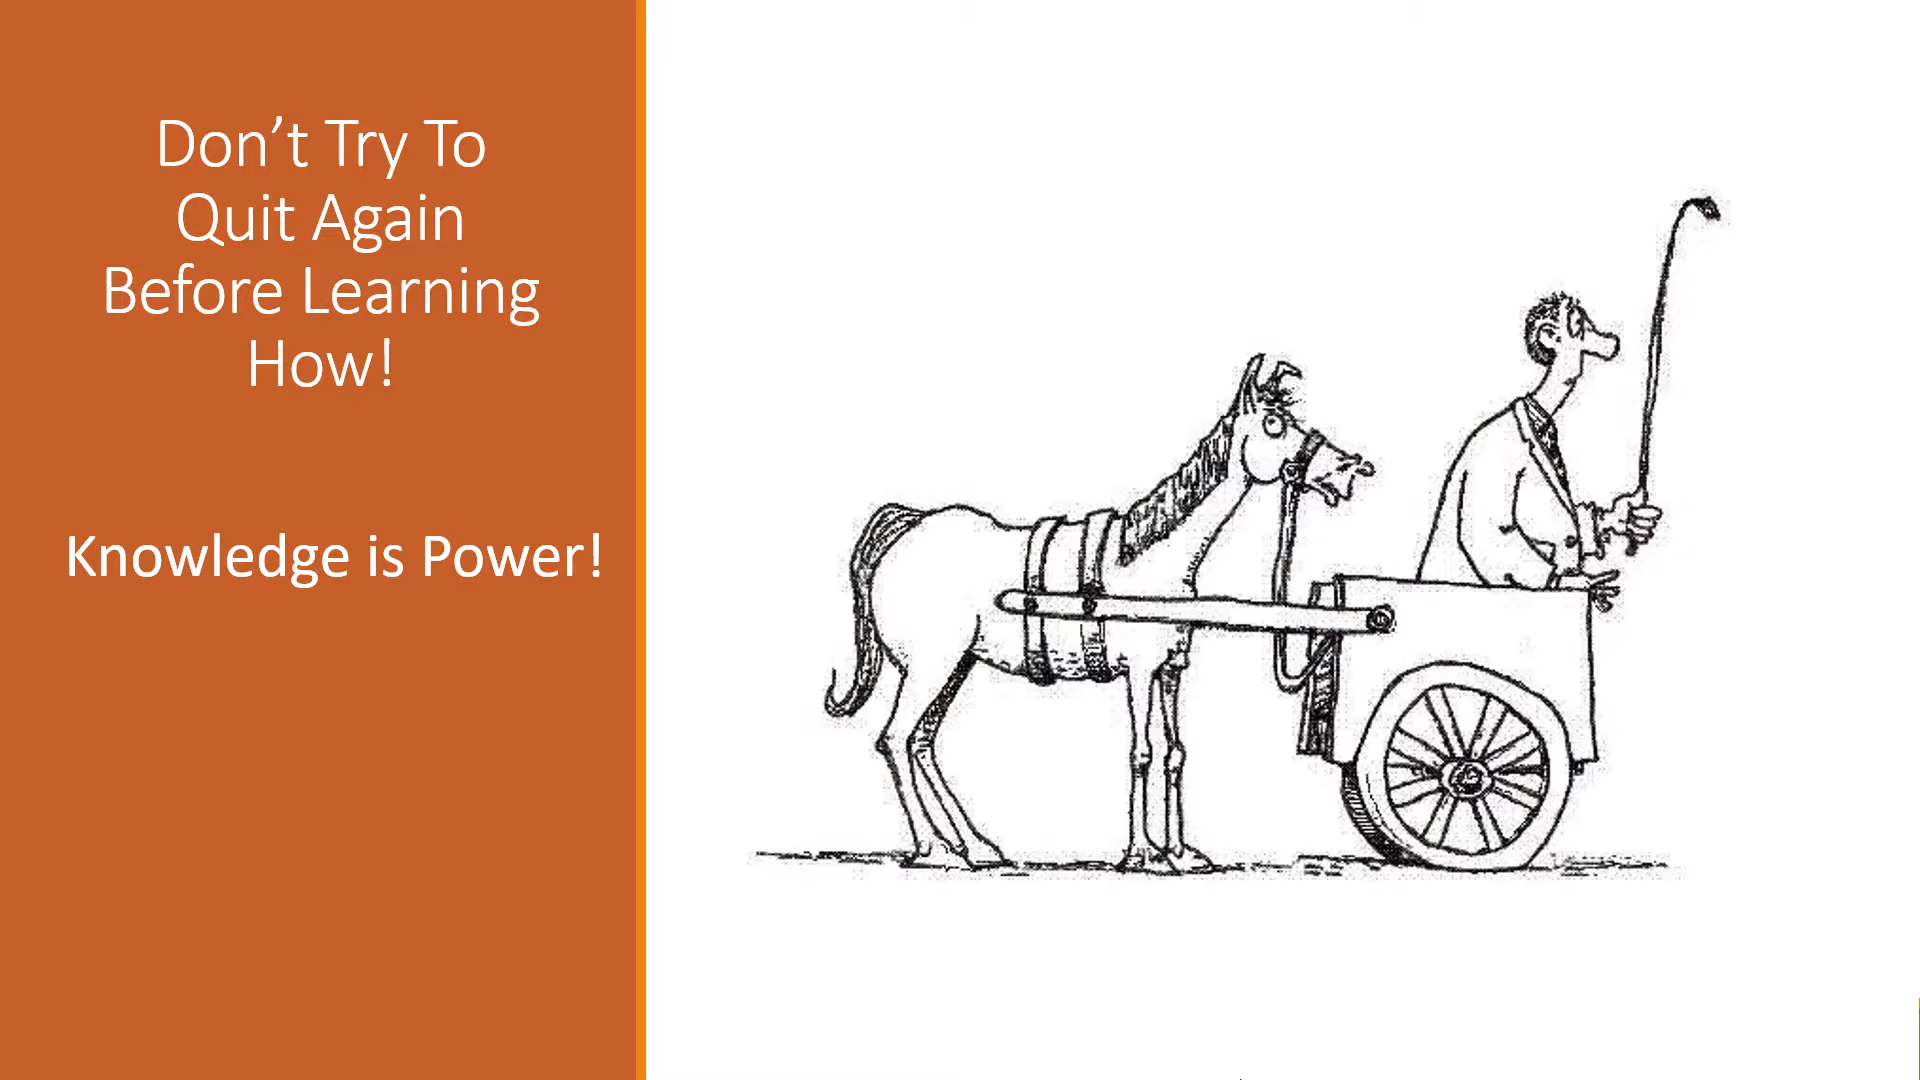 Don’t Try To
Quit Again
Before Learning
How!
Knowledge is Power!